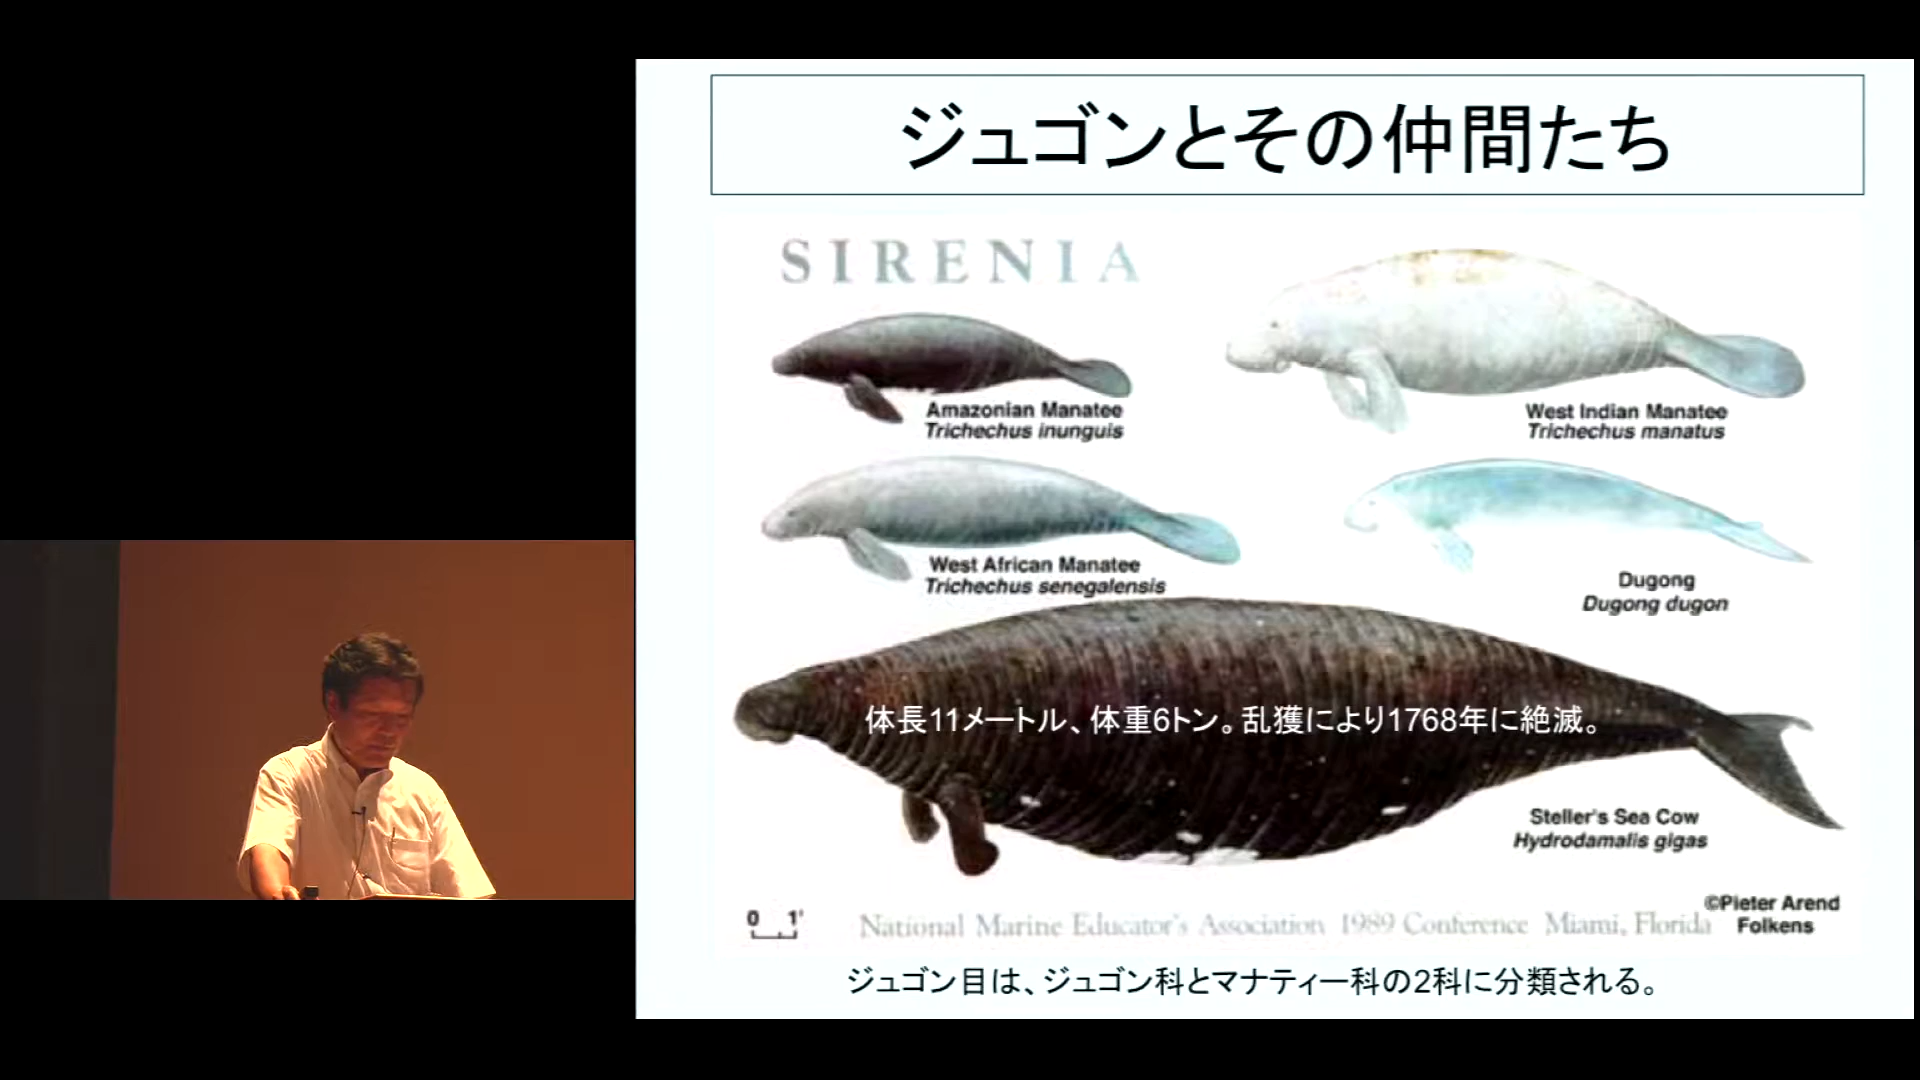 ジュゴンとその仲間たち
SIRENIA
Amazonian Manatee
Trichechus inunguis
West Indian Manatee
Trichechus manatus
West African Manatee
Trichechus senegalensis
Dugong
Dugong dugon
体長11メートル、体重6トン。乱獲により1768年に絶滅。
Steller's Sea Cow
Hydrodamalis gigas
0 1'
National Marine Educator's Association 1989 Conference Miami, Florida
©Pieter Arend
Folkens
ジュゴン目は、ジュゴン科とマナティー科の2科に分類される。